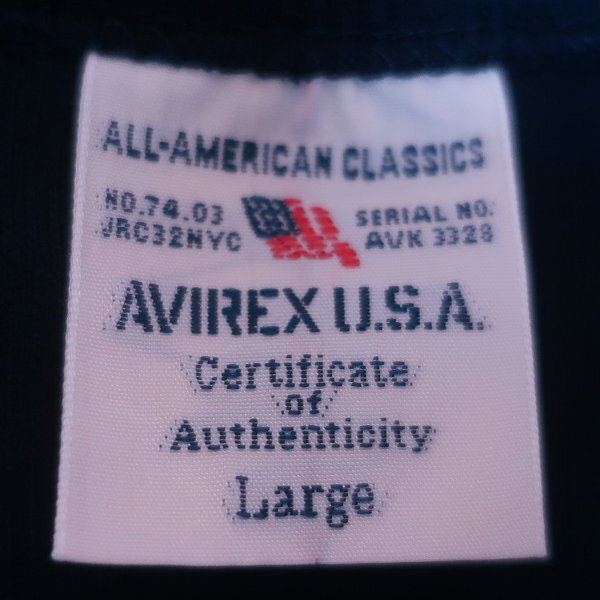 ALL-AMERICAN CLASSICS
NO.74.03
JRC32NYC
SERIAL NO:
AVK 3328
AVIREX U.S.A.
Certificate
of
Authenticity
Large